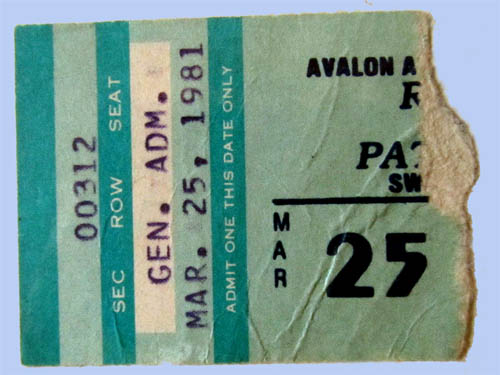 00312
SEC ROW SEAT
GEN. ADM.
MAR. 25, 1981
ADMIT ONE THIS DATE ONLY
AVALON A
R
PAT
SW
MAR
25